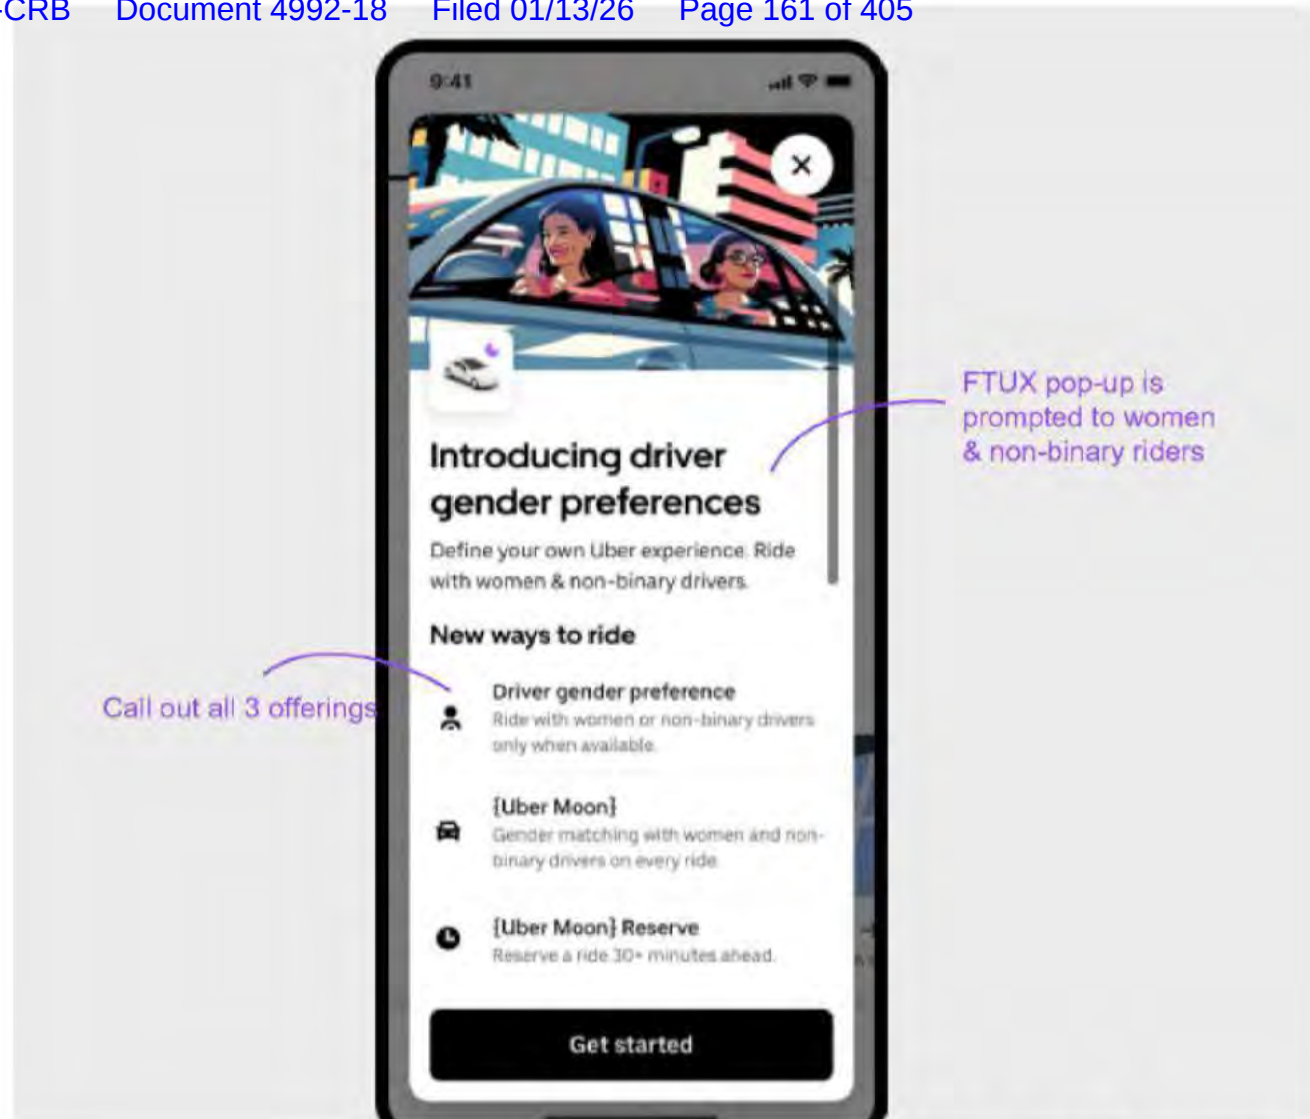 -CRB Document 4992-18 Filed 01/13/26 Page 161 of 405
9:41
Introducing driver
gender preferences
Define your own Uber experience. Ride
with women & non-binary drivers.
New ways to ride
Driver gender preference
Ride with women or non-binary drivers
only when available.
{Uber Moon}
Gender matching with women and non-
binary drivers on every ride.
{Uber Moon} Reserve
Reserve a ride 30+ minutes ahead.
Get started
FTUX pop-up is
prompted to women
& non-binary riders
Call out all 3 offerings